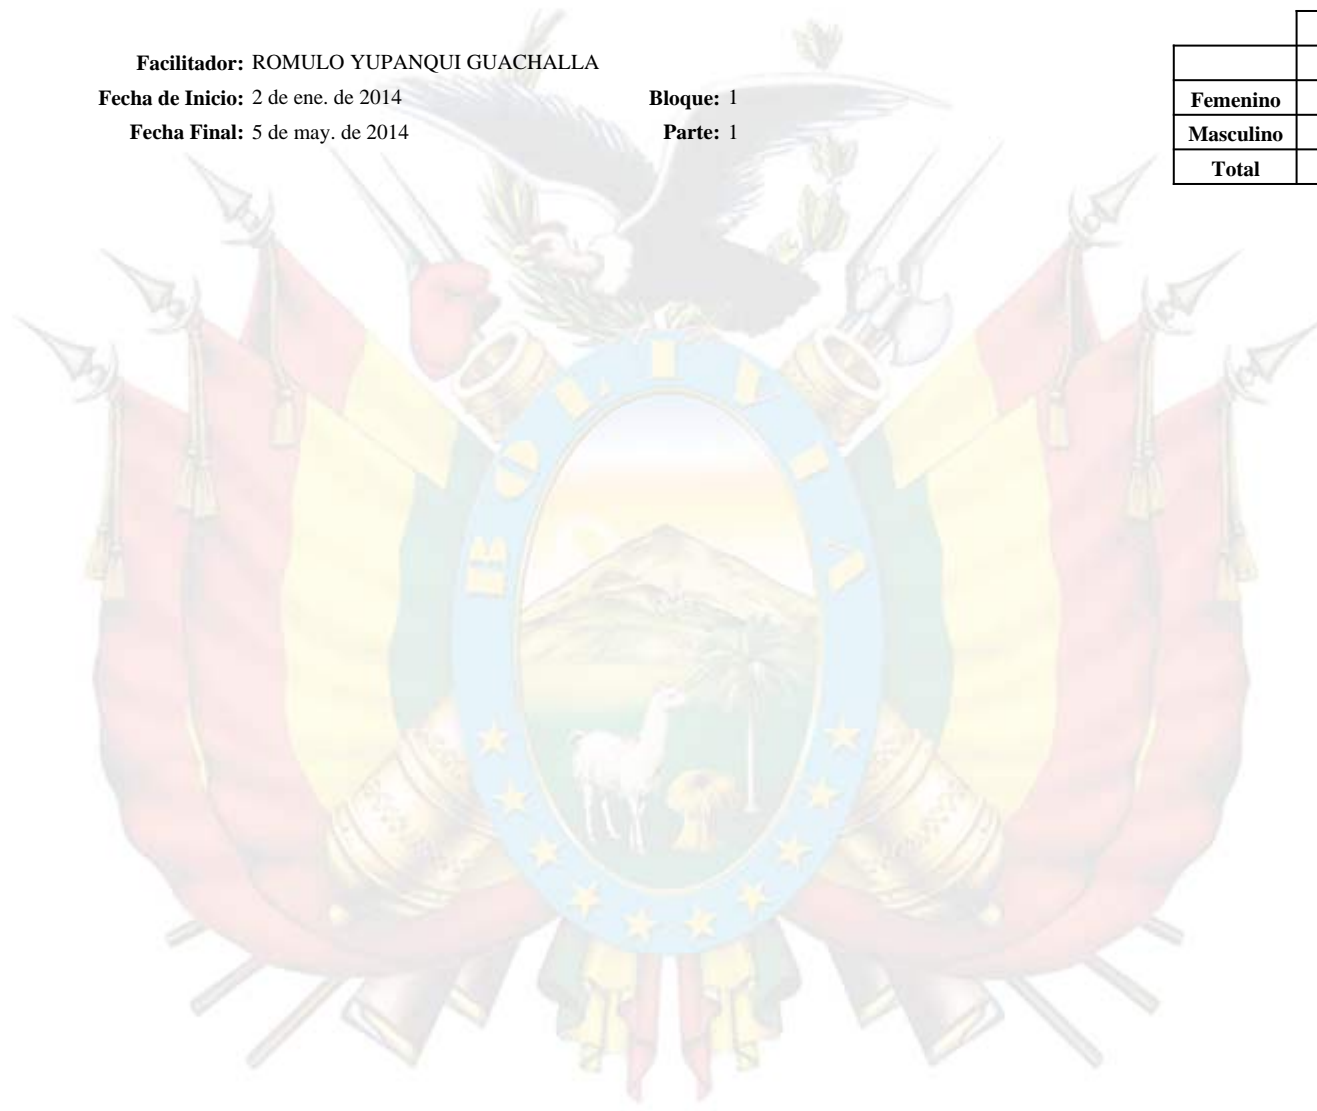 Facilitador: ROMULO YUPANQUI GUACHALLA
Fecha de Inicio: 2 de ene. de 2014 Bloque: 1
Fecha Final: 5 de may. de 2014 Parte: 1
Femenino
Masculino
Total
BOLIVIA